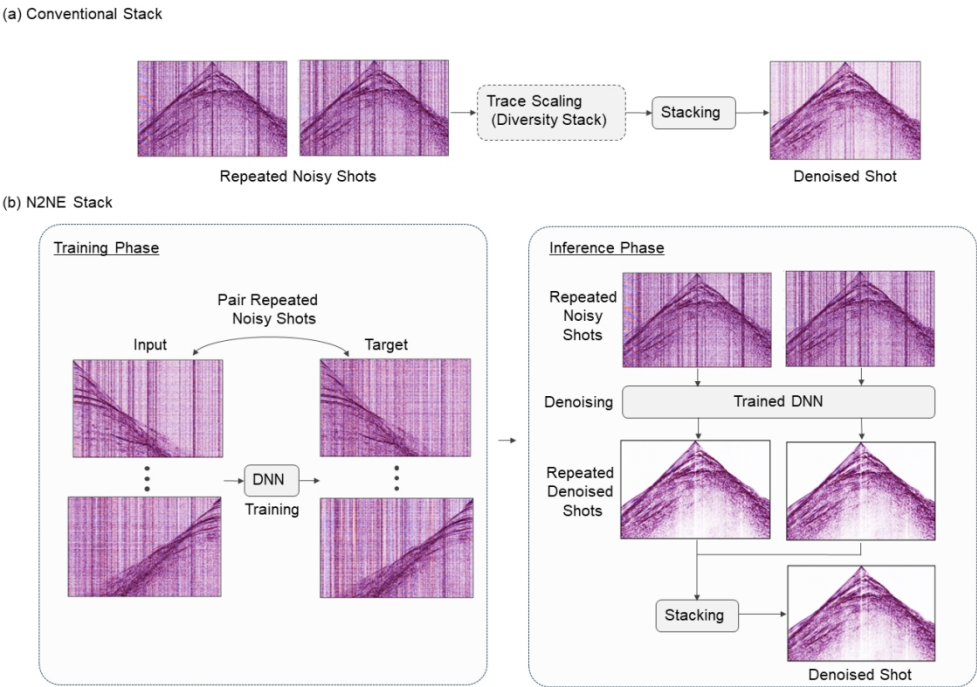 (a) Conventional Stack
Trace Scaling
(Diversity Stack)
Stacking
Repeated Noisy Shots
Denoised Shot
(b) N2NE Stack
Training Phase
Pair Repeated
Noisy Shots
Input
Target
DNN
Training
Inference Phase
Repeated
Noisy
Shots
Denoising
Trained DNN
Repeated
Denoised
Shots
Stacking
Denoised Shot